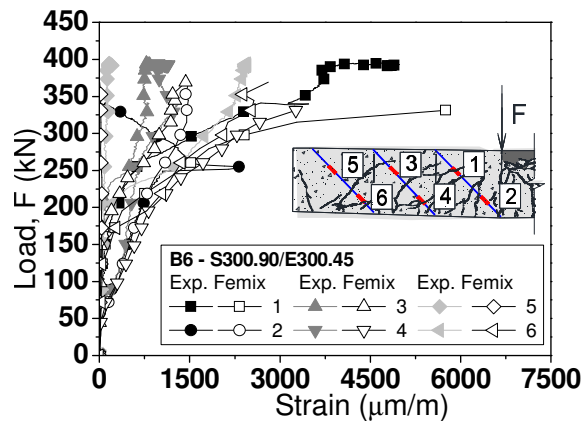 450
400
350
300
250
200
150
100
50
0
Load, F (kN)
F
5 3 1
6 4 2
B6 - S300.90/E300.45
Exp. Femix Exp. Femix Exp. Femix
1 3 5
2 4 6
0 1500 3000 4500 6000 7500
Strain (μm/m)